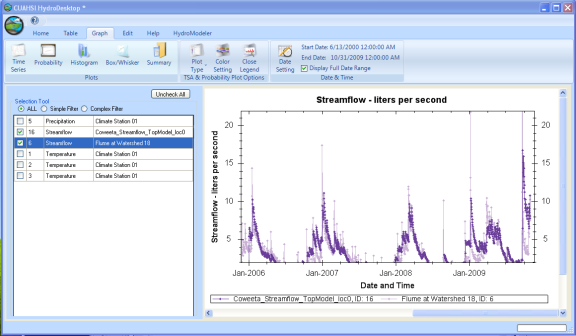 CUAHSI HydroDesktop *
Home Table Graph Edit Help HydroModeler
Time Series
Probability
Histogram
Box/Whisker
Summary
Plots
Plot Type
Color Setting
Close Legend
TSA & Probability Plot Options
Date Setting
Start Date: 6/13/2000 12:00:00 AM
End Date: 10/31/2009 12:00:00 AM
Display Full Date Range
Date & Time
Uncheck All
Selection Tool
ALL Simple Filter Complex Filter
5 Precipitation Climate Station 01
16 Streamflow Coweeta_Streamflow_TopModel_loc0
6 Streamflow Flume at Watershed 18
1 Temperature Climate Station 01
2 Temperature Climate Station 01
3 Temperature Climate Station 01
Streamflow - liters per second
Streamflow - liters per second
20 20
15 15
10 10
5 5
Jan-2006 Jan-2007 Jan-2008 Jan-2009
Date and Time
Coweeta_Streamflow_TopModel_loc0, ID: 16 Flume at Watershed 18, ID: 6